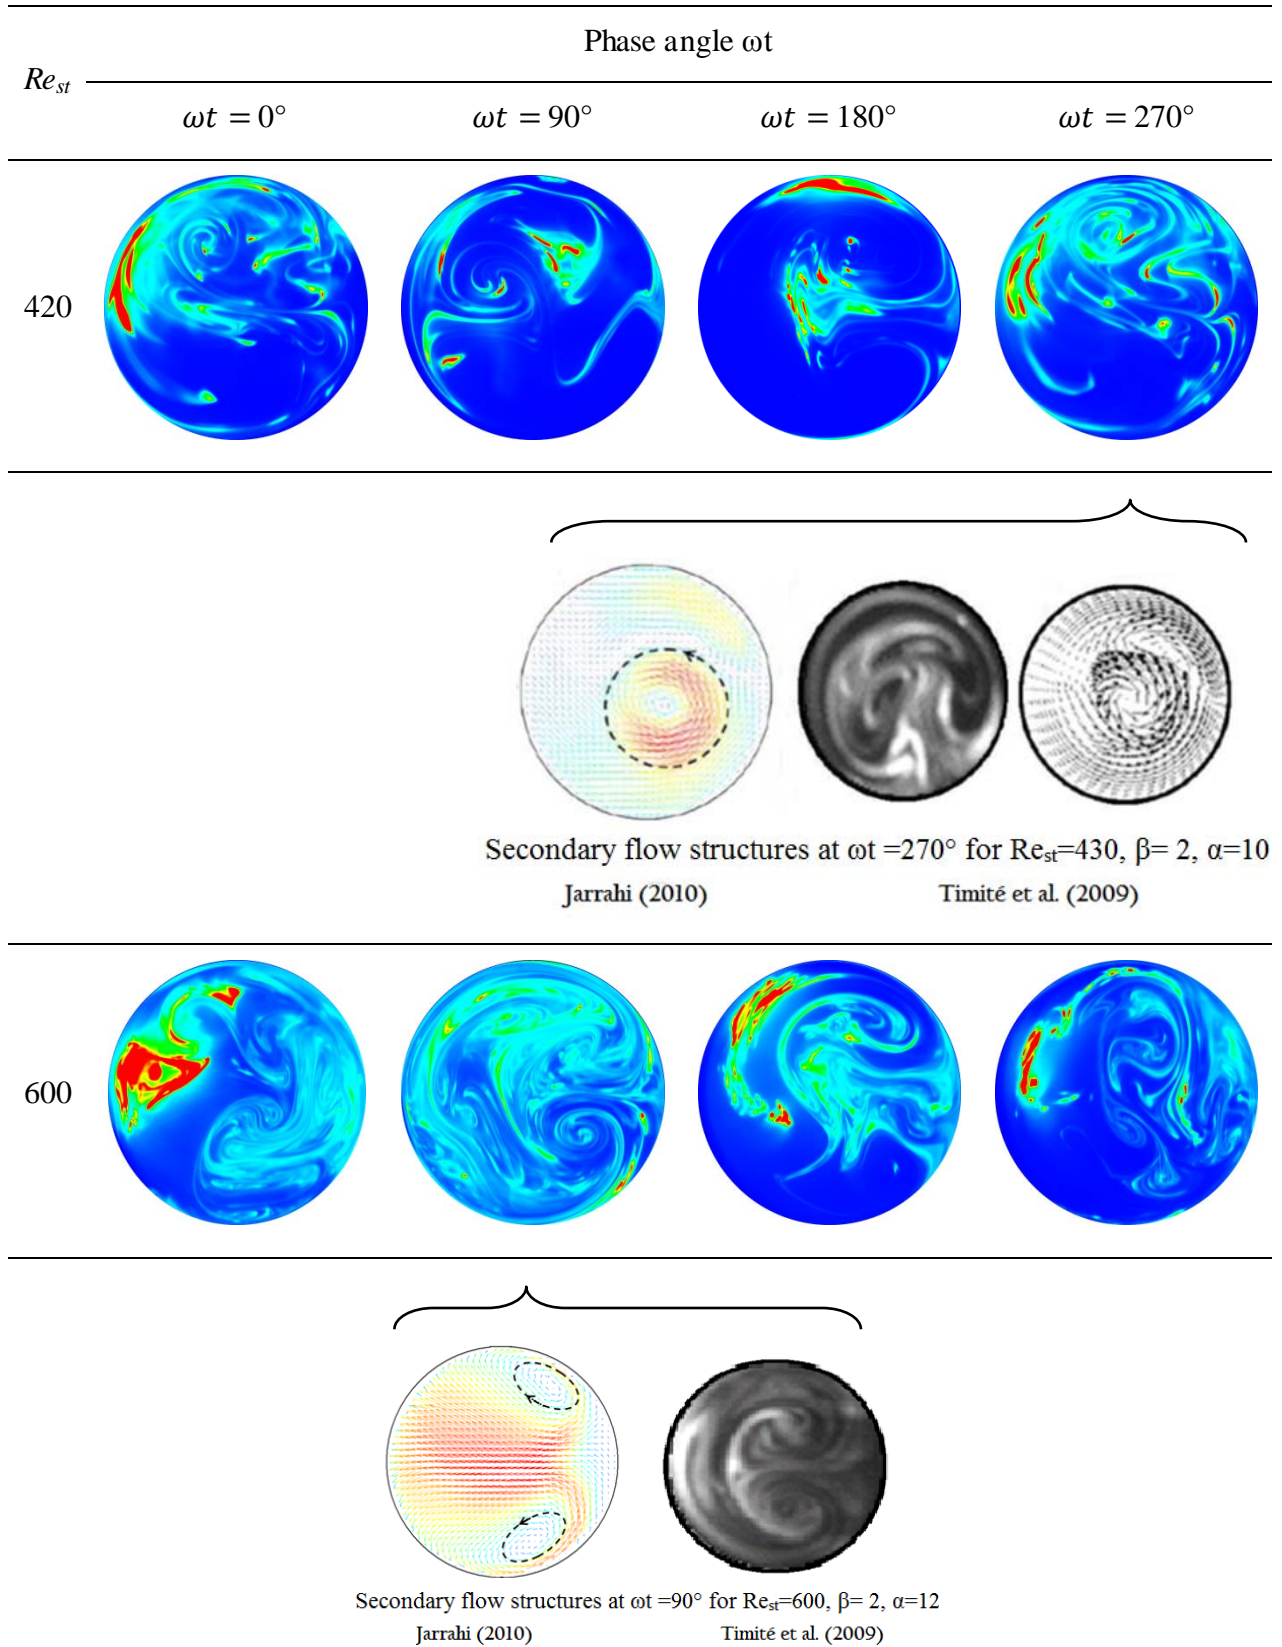 Phase angle ωt
Re_st
ωt = 0° ωt = 90° ωt = 180° ωt = 270°
420
Secondary flow structures at ωt =270° for Re_st=430, β= 2, α=10
Jarrahi (2010) Timité et al. (2009)
600
Secondary flow structures at ωt =90° for Re_st=600, β= 2, α=12
Jarrahi (2010) Timité et al. (2009)